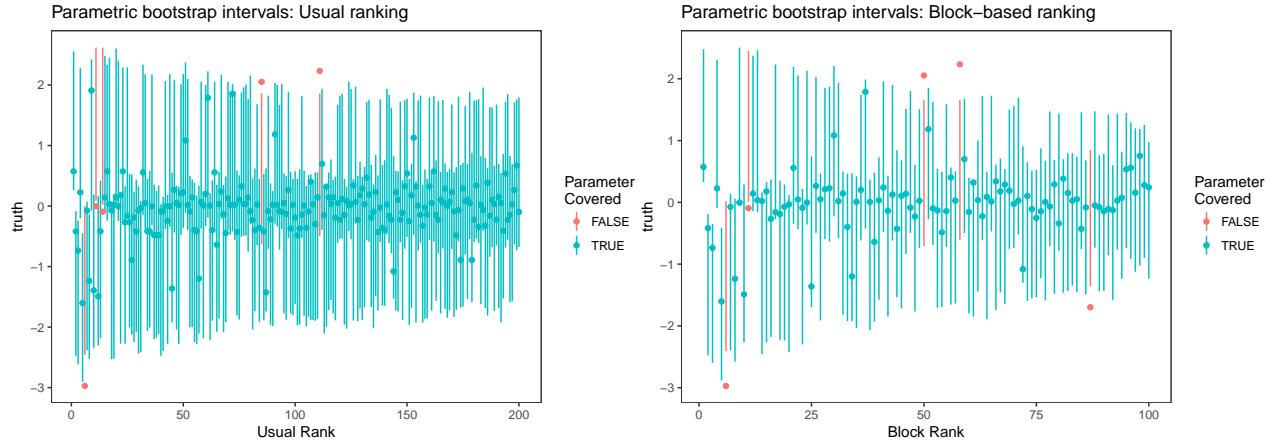 Parametric bootstrap intervals: Usual ranking
2
1
0
−1
−2
−3
truth
0
50
100
150
200
Usual Rank
Parameter
Covered
FALSE
TRUE
Parametric bootstrap intervals: Block−based ranking
2
1
0
−1
−2
−3
truth
0
25
50
75
100
Block Rank
Parameter
Covered
FALSE
TRUE